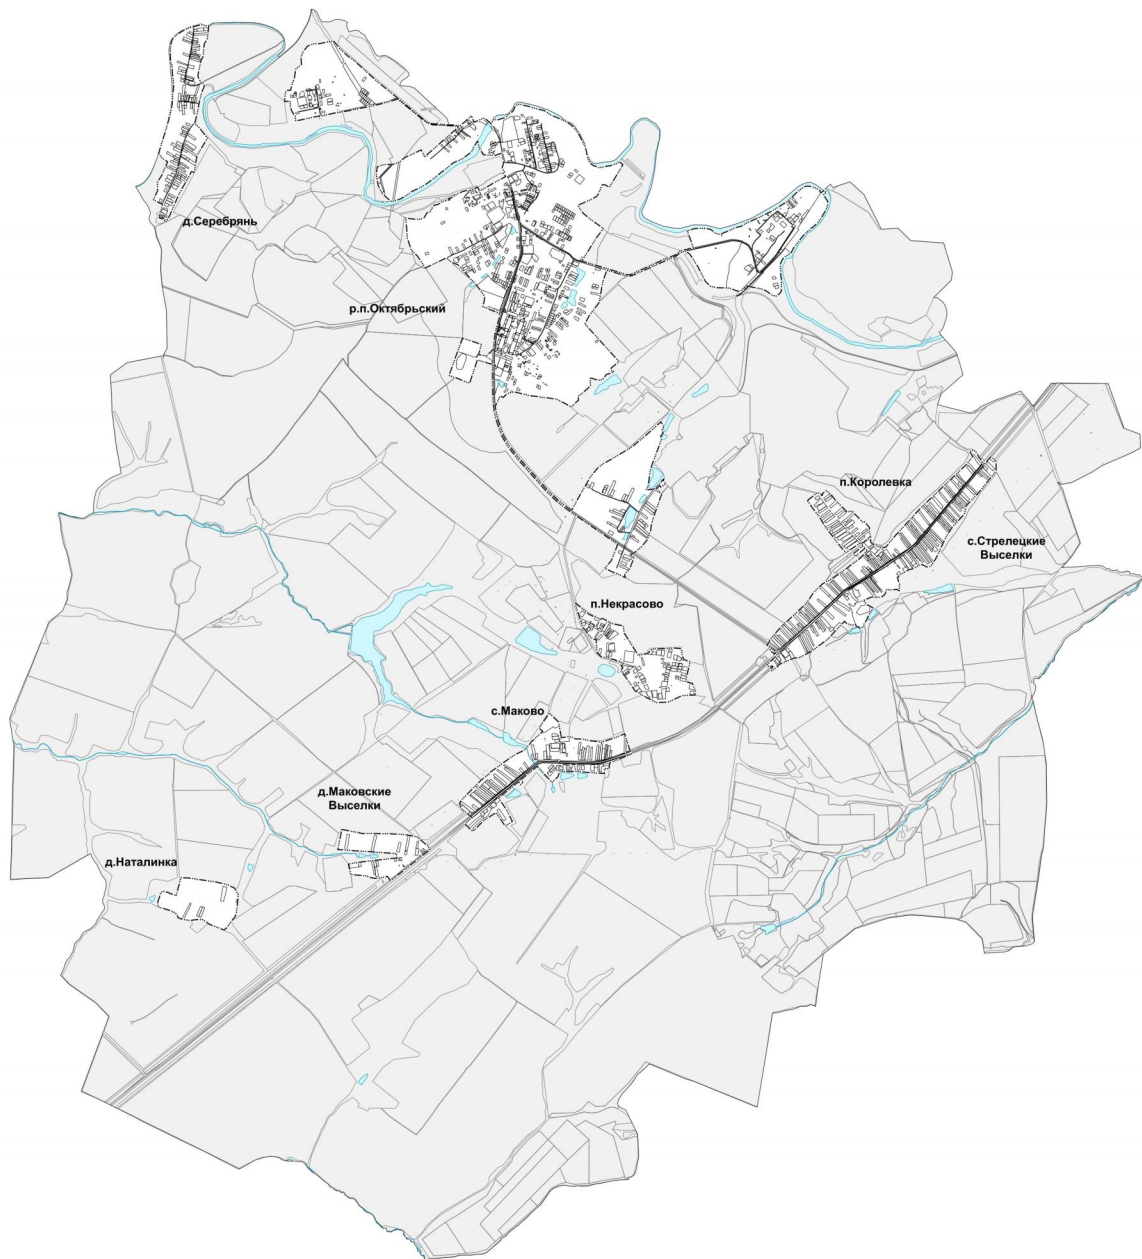 д.Серебрянь
р.п.Октябрьский
п.Королевка
с.Стрелецкие
Выселки
п.Некрасово
с.Маково
д.Маковские
Выселки
д.Наталинка